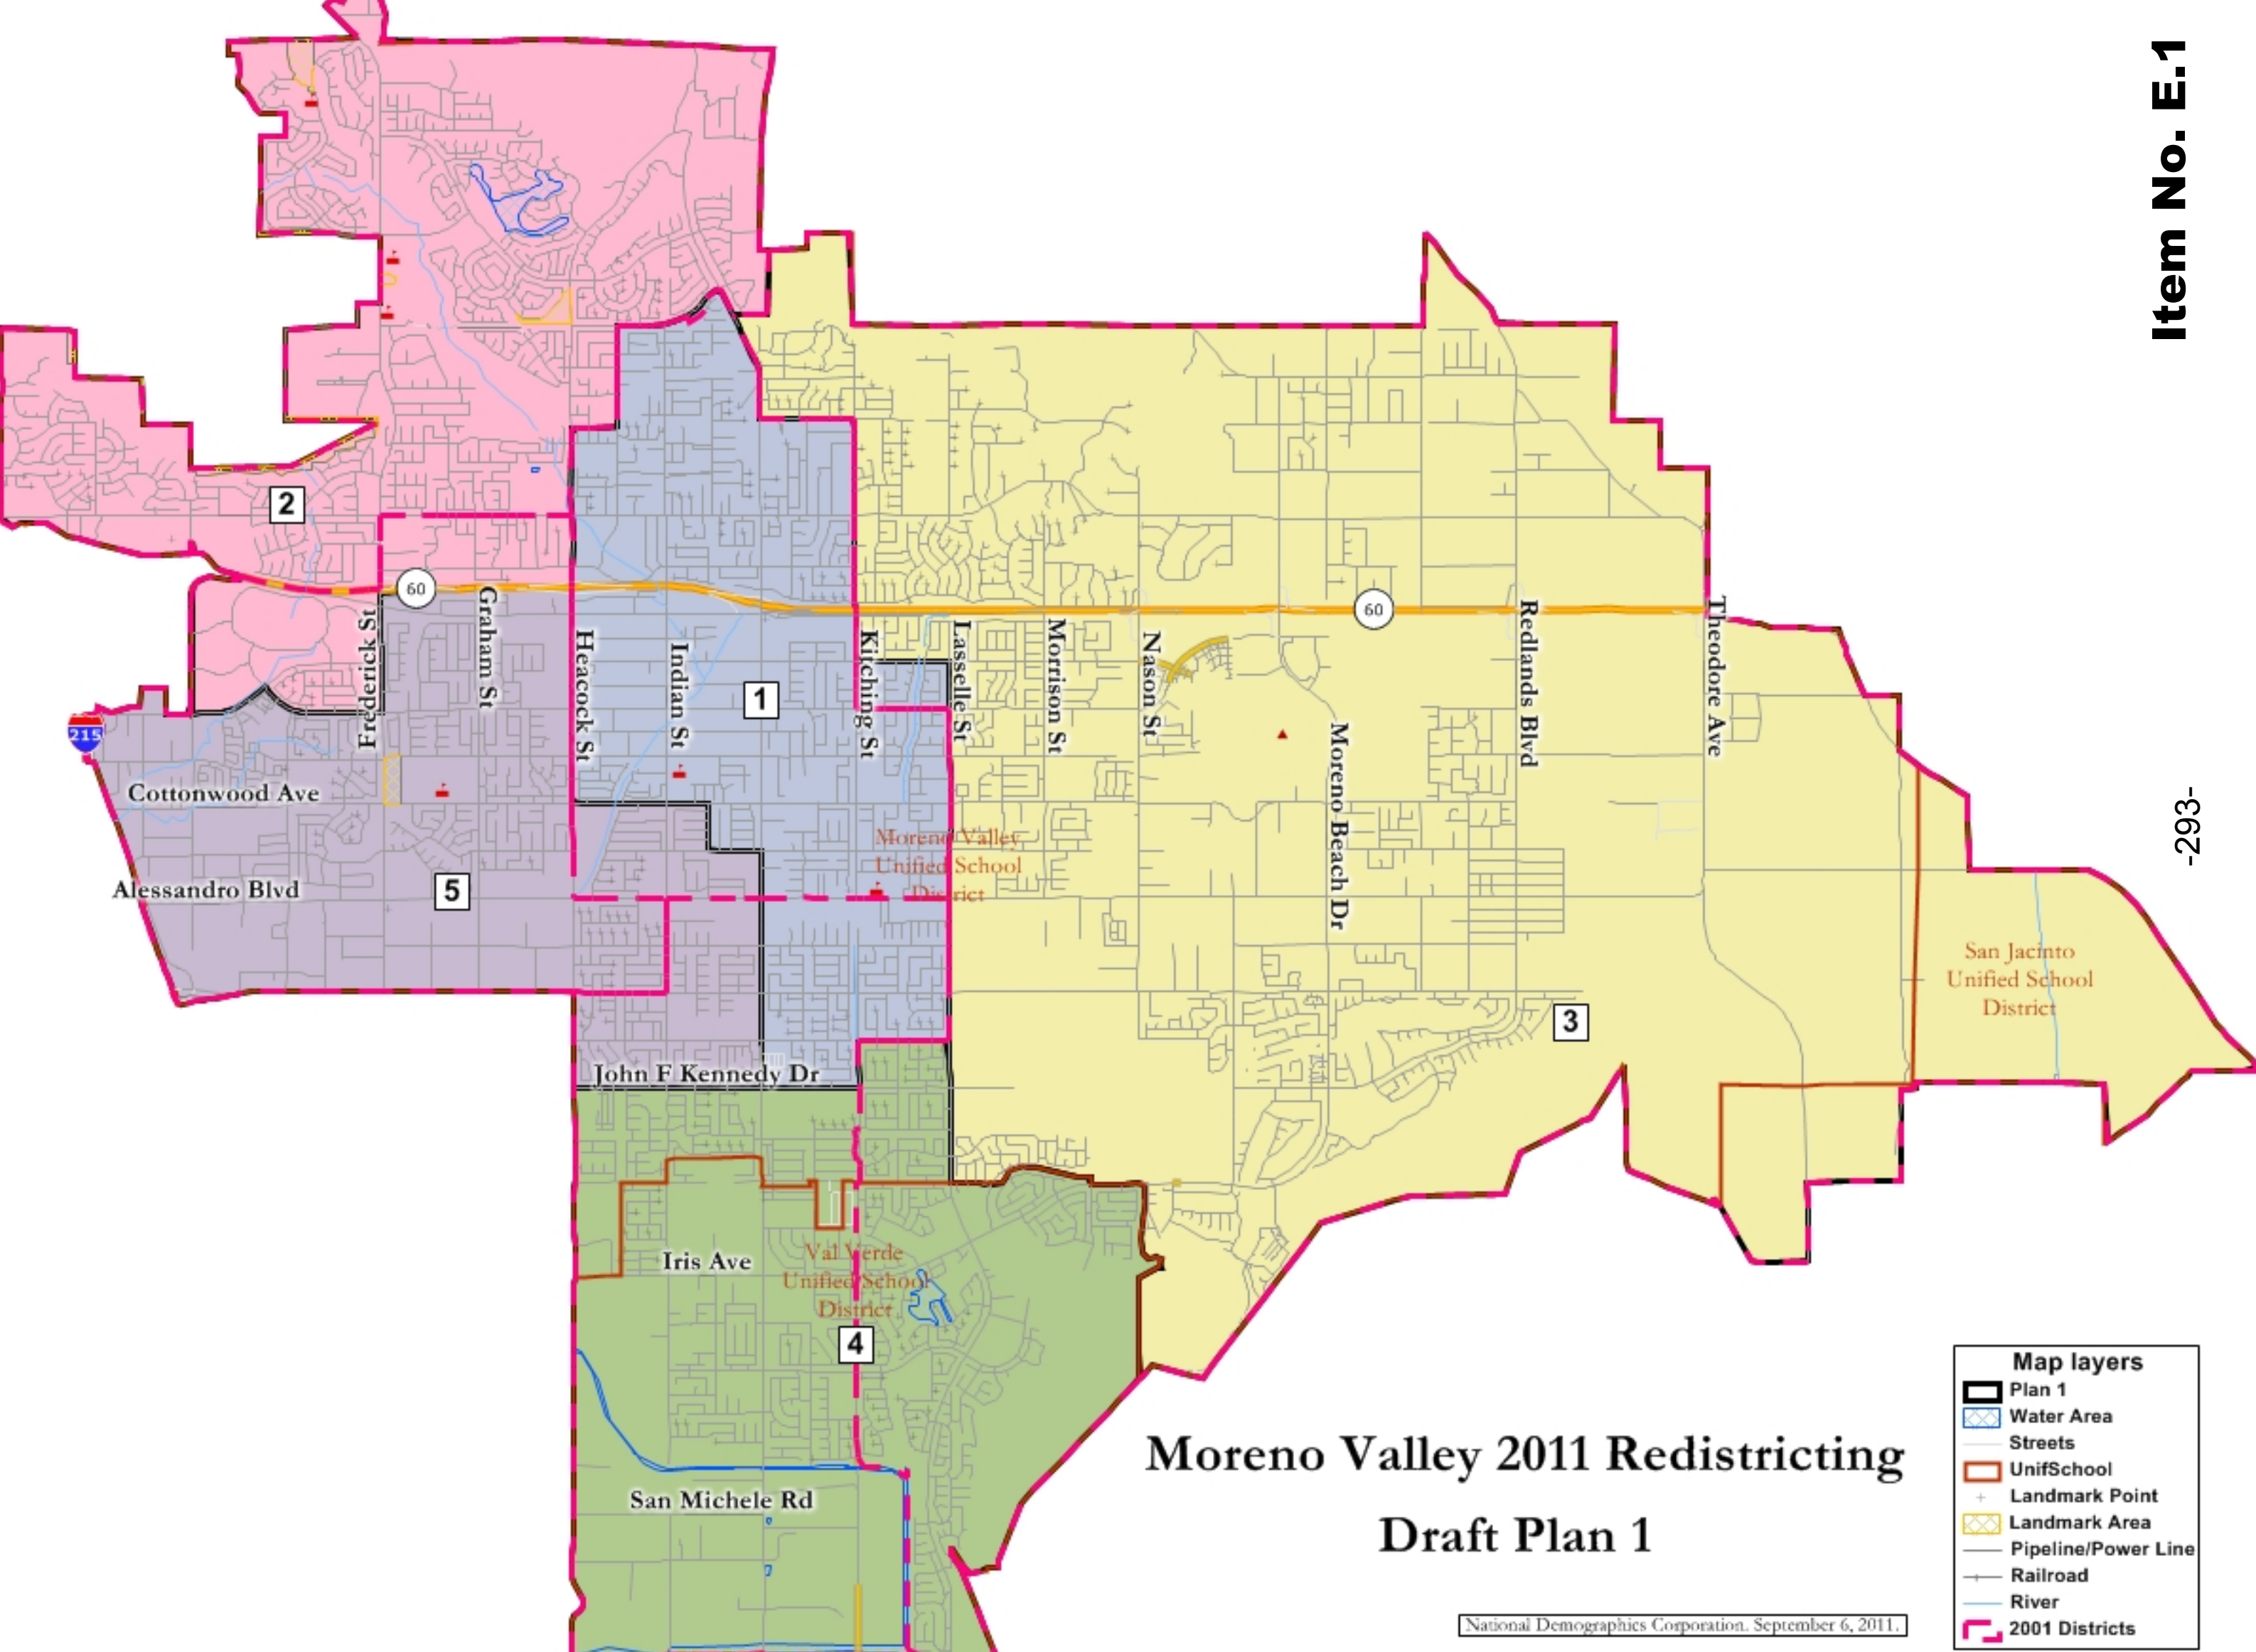 Item No. E.1
-293-
2
60
60
Frederick St
Graham St
Heacock St
Indian St
Kitching St
Lasselle St
Morrison St
Nason St
Moreno Beach Dr
Redlands Blvd
Theodore Ave
1
215
Cottonwood Ave
Alessandro Blvd
5
Moreno Valley
Unified School
District
San Jacinto
Unified School
District
3
John F Kennedy Dr
Iris Ave
Val Verde
Unified School
District
4
San Michele Rd
Moreno Valley 2011 Redistricting
Draft Plan 1
National Demographics Corporation. September 6, 2011.
Map layers
Plan 1
Water Area
Streets
UnifSchool
Landmark Point
Landmark Area
Pipeline/Power Line
Railroad
River
2001 Districts